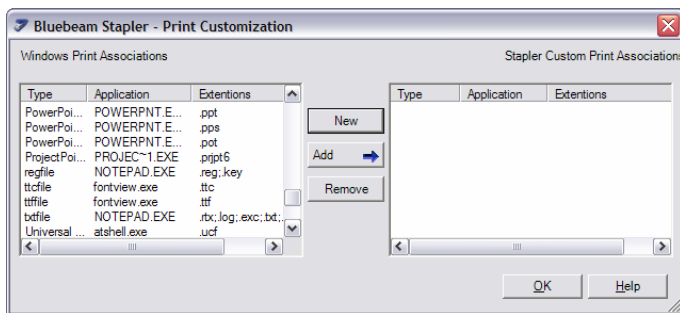 Bluebeam Stapler - Print Customization
Windows Print Associations
Stapler Custom Print Associations
Type Application Extentions
PowerPoi... POWERPNT.E... .ppt
PowerPoi... POWERPNT.E... .pps
PowerPoi... POWERPNT.E... .pot
ProjectPoi... PROJEC~1.EXE .prjpt6
regfile NOTEPAD.EXE .reg;.key
ttcfile fontview.exe .ttc
ttffile fontview.exe .ttf
txtfile NOTEPAD.EXE .rtx;.log;.exc;.txt;.
Universal ... atshell.exe .ucf
New
Add
Remove
Type Application Extentions
OK
Help